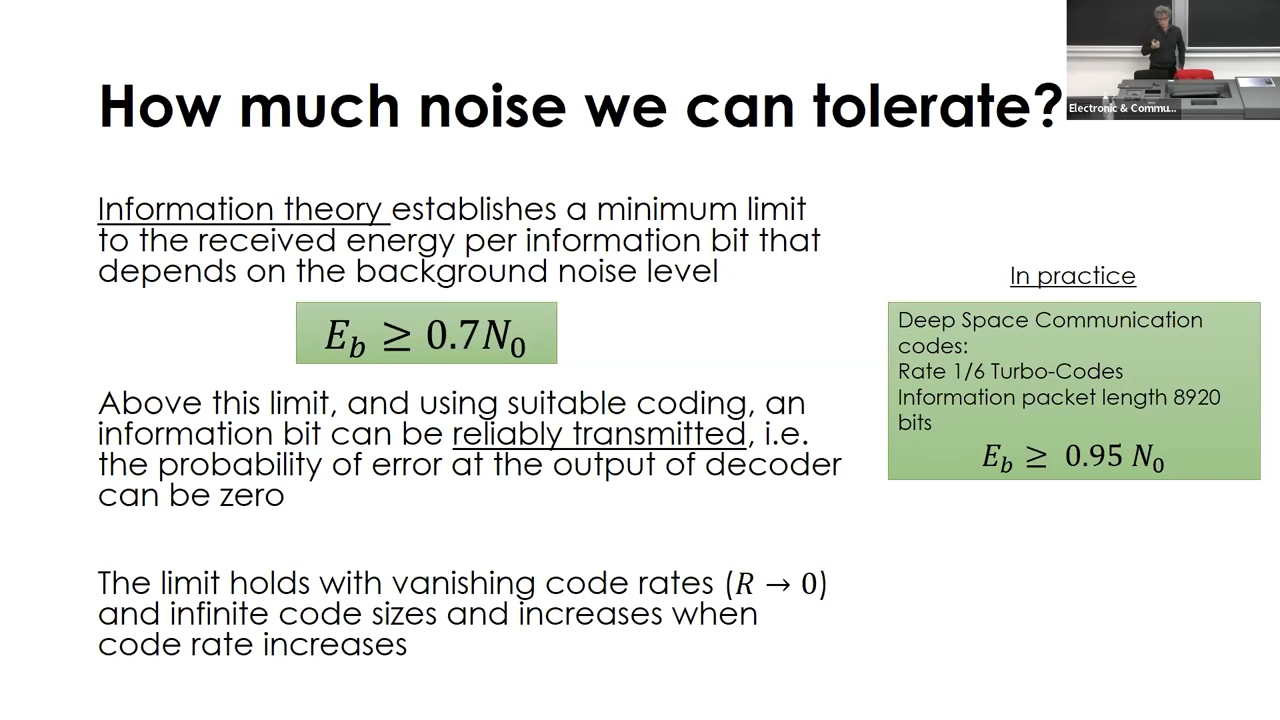 How much noise we can tolerate?
Electronic & Commu...
Information theory establishes a minimum limit
to the received energy per information bit that
depends on the background noise level
E_b ≥ 0.7N_0
Above this limit, and using suitable coding, an
information bit can be reliably transmitted, i.e.
the probability of error at the output of decoder
can be zero
The limit holds with vanishing code rates (R → 0)
and infinite code sizes and increases when
code rate increases
In practice
Deep Space Communication
codes:
Rate 1/6 Turbo-Codes
Information packet length 8920
bits
E_b ≥ 0.95 N_0